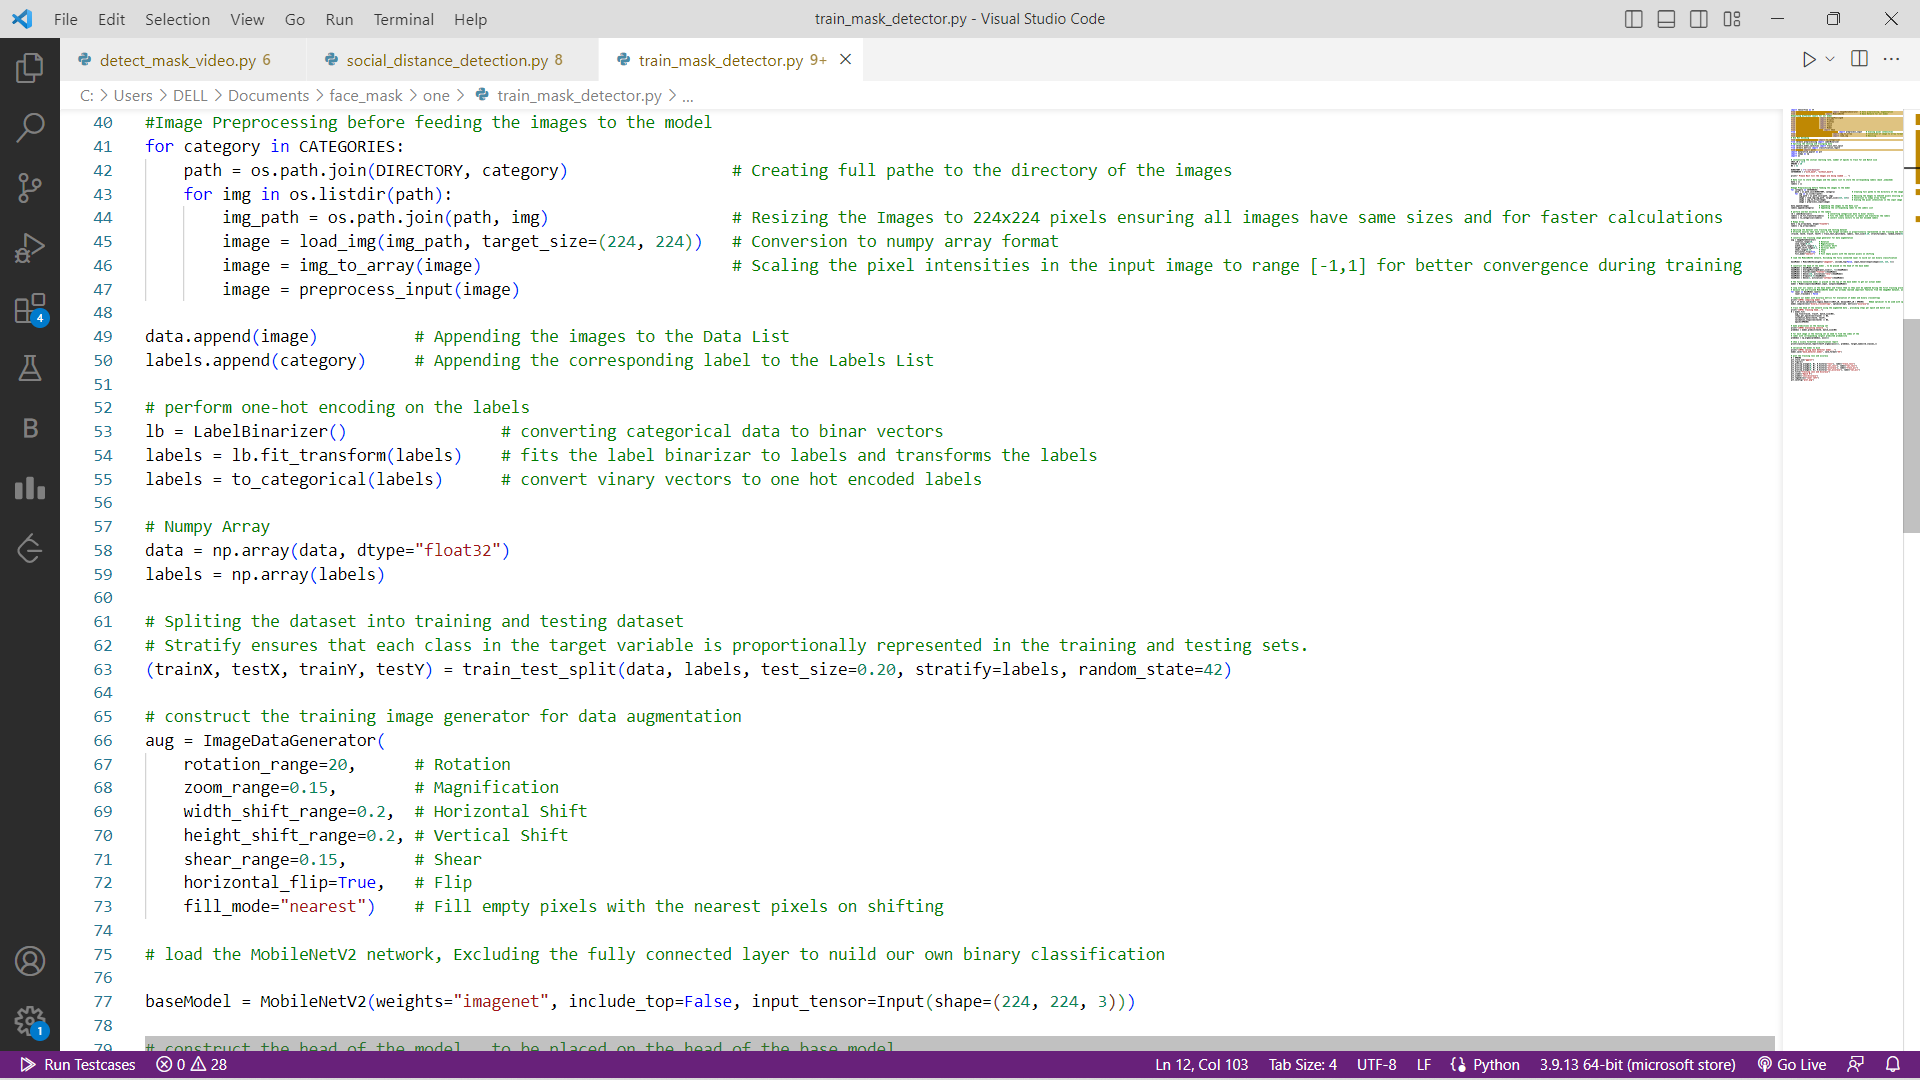 File Edit Selection View Go Run Terminal Help
train_mask_detector.py - Visual Studio Code
detect_mask_video.py 6
social_distance_detection.py 8
train_mask_detector.py 9+
C: > Users > DELL > Documents > face_mask > one > train_mask_detector.py > ...
40 #Image Preprocessing before feeding the images to the model
41 for category in CATEGORIES:
42 path = os.path.join(DIRECTORY, category) # Creating full pathe to the directory of the images
43 for img in os.listdir(path):
44 img_path = os.path.join(path, img) # Resizing the Images to 224x224 pixels ensuring all images have same sizes and for faster calculations
45 image = load_img(img_path, target_size=(224, 224)) # Conversion to numpy array format
46 image = img_to_array(image) # Scaling the pixel intensities in the input image to range [-1,1] for better convergence during training
47 image = preprocess_input(image)
48
49 data.append(image) # Appending the images to the Data List
50 labels.append(category) # Appending the corresponding label to the Labels List
51
52 # perform one-hot encoding on the labels
53 lb = LabelBinarizer() # converting categorical data to binar vectors
54 labels = lb.fit_transform(labels) # fits the label binarizar to labels and transforms the labels
55 labels = to_categorical(labels) # convert vinary vectors to one hot encoded labels
56
57 # Numpy Array
58 data = np.array(data, dtype="float32")
59 labels = np.array(labels)
60
61 # Spliting the dataset into training and testing dataset
62 # Stratify ensures that each class in the target variable is proportionally represented in the training and testing sets.
63 (trainX, testX, trainY, testY) = train_test_split(data, labels, test_size=0.20, stratify=labels, random_state=42)
64
65 # construct the training image generator for data augmentation
66 aug = ImageDataGenerator(
67 rotation_range=20, # Rotation
68 zoom_range=0.15, # Magnification
69 width_shift_range=0.2, # Horizontal Shift
70 height_shift_range=0.2, # Vertical Shift
71 shear_range=0.15, # Shear
72 horizontal_flip=True, # Flip
73 fill_mode="nearest") # Fill empty pixels with the nearest pixels on shifting
74
75 # load the MobileNetV2 network, Excluding the fully connected layer to nuild our own binary classification
76
77 baseModel = MobileNetV2(weights="imagenet", include_top=False, input_tensor=Input(shape=(224, 224, 3)))
78
79 # construct the head of the model , to be placed on the head of the base model
4
B
1
Run Testcases 0 28
Ln 12, Col 103 Tab Size: 4 UTF-8 LF Python 3.9.13 64-bit (microsoft store) Go Live